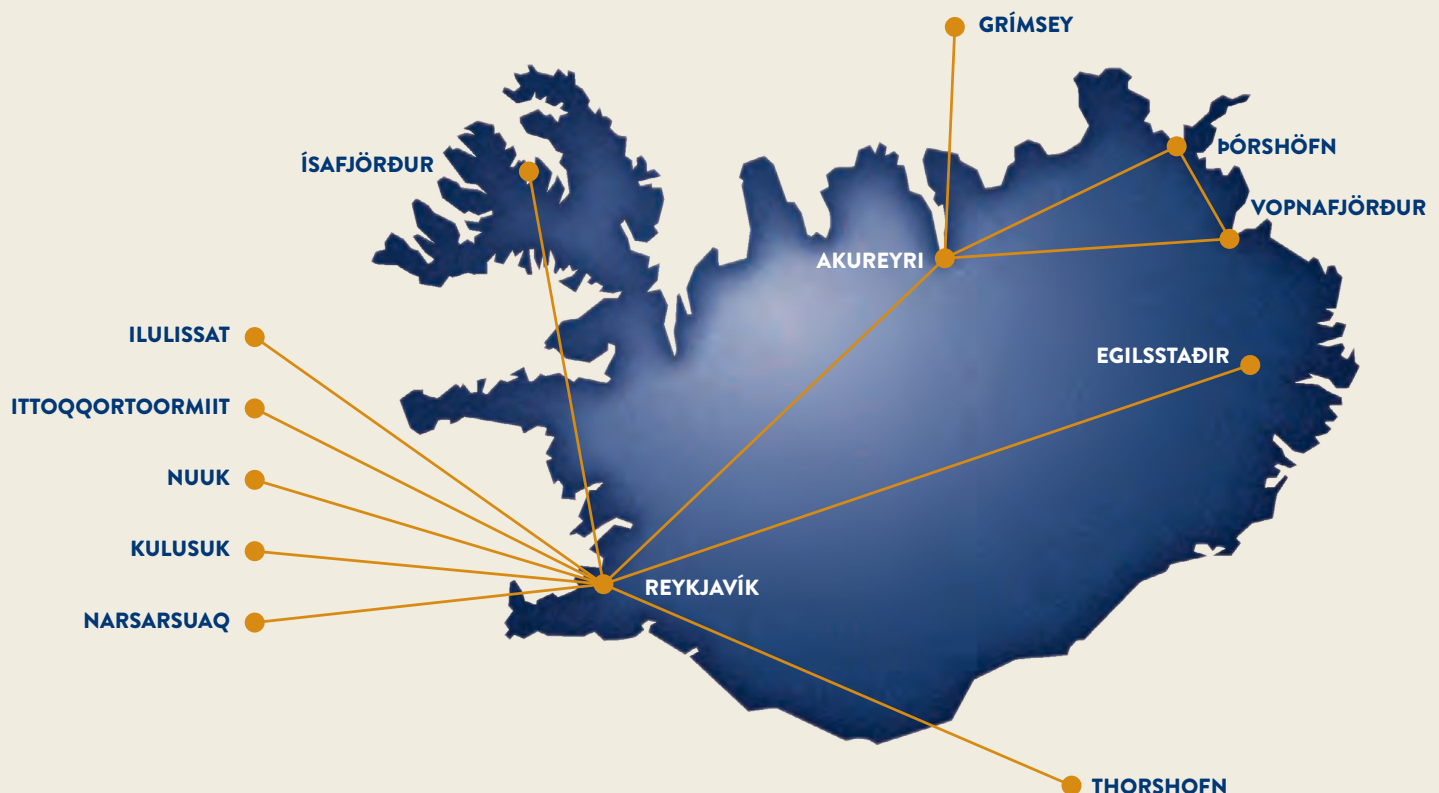 GRÍMSEY
ÍSAFJÖRÐUR
ÞÓRSHÖFN
VOPNAFJÖRÐUR
AKUREYRI
ILULISSAT
EGILSSTAÐIR
ITTOQQORTOORMIIT
NUUK
KULUSUK
REYKJAVÍK
NARSARSUAQ
THORSHOFN